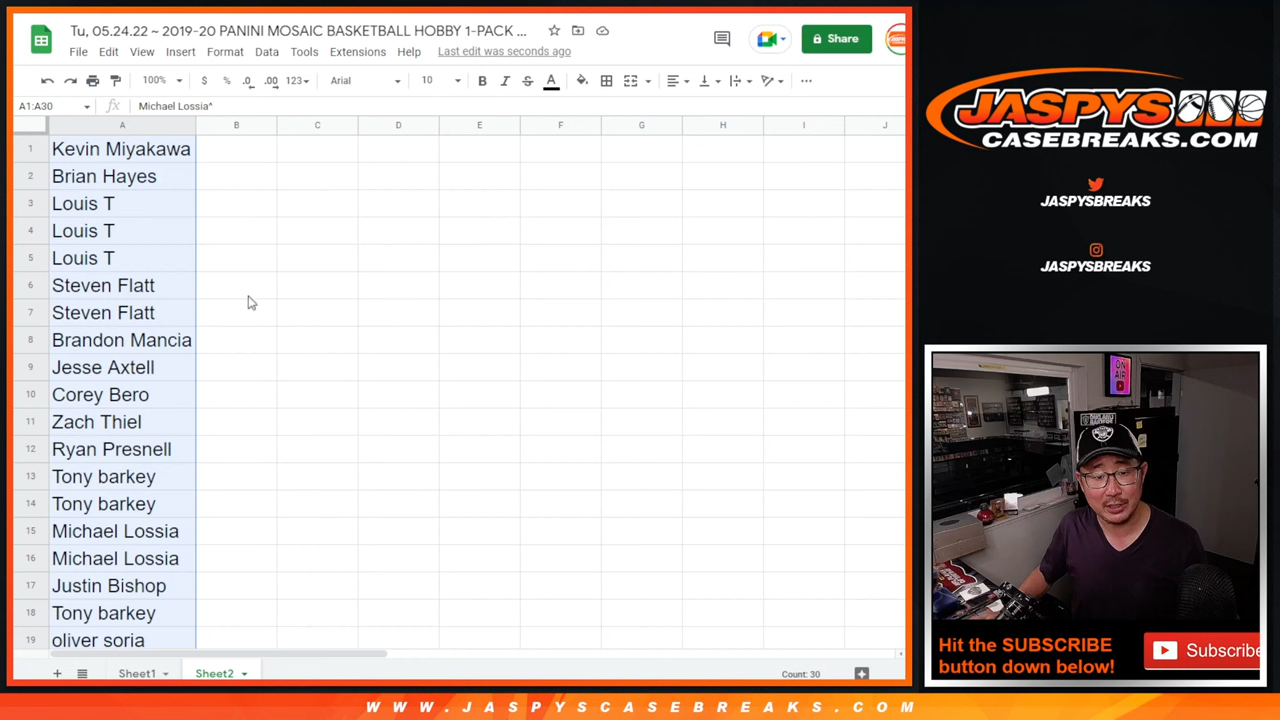 Tu, 05.24.22 ~ 2019-20 PANINI MOSAIC BASKETBALL HOBBY 1-PACK ...
File Edit View Insert Format Data Tools Extensions Help Last edit was seconds ago
Share
100% $ % .0 .00 123 Arial 10 B I S A
A1:A30 fx Michael Lossia^
A B C D E F G H I J
1 Kevin Miyakawa
2 Brian Hayes
3 Louis T
4 Louis T
5 Louis T
6 Steven Flatt
7 Steven Flatt
8 Brandon Mancia
9 Jesse Axtell
10 Corey Bero
11 Zach Thiel
12 Ryan Presnell
13 Tony barkey
14 Tony barkey
15 Michael Lossia
16 Michael Lossia
17 Justin Bishop
18 Tony barkey
19 oliver soria
Sheet1 Sheet2 Count: 30
JASPYS
CASEBREAKS.COM
JASPYSBREAKS
JASPYSBREAKS
ON
AIR
Hit the SUBSCRIBE
button down below!
Subscribe
WWW.JASPYSCASEBREAKS.COM